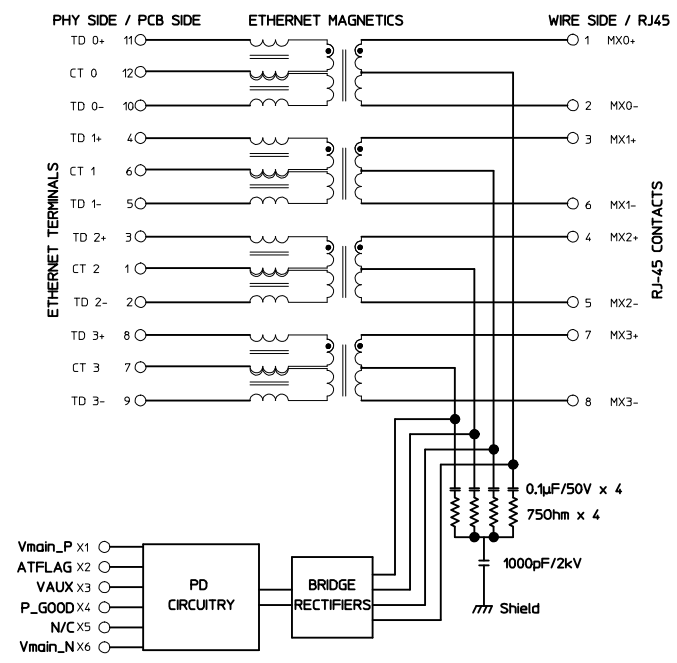 PHY SIDE / PCB SIDE ETHERNET MAGNETICS WIRE SIDE / RJ45
TD 0+ 11 1 MX0+
CT 0 12
TD 0- 10 2 MX0-
TD 1+ 4 3 MX1+
CT 1 6
TD 1- 5 6 MX1-
TD 2+ 3 4 MX2+
CT 2 1
TD 2- 2 5 MX2-
TD 3+ 8 7 MX3+
CT 3 7
TD 3- 9 8 MX3-
ETHERNET TERMINALS
RJ-45 CONTACTS
0.1µF/50V x 4
75Ohm x 4
1000pF/2kV
Shield
Vmain_P X1
ATFLAG X2
VAUX X3
P_GOOD X4
N/C X5
Vmain_N X6
PD
CIRCUITRY
BRIDGE
RECTIFIERS